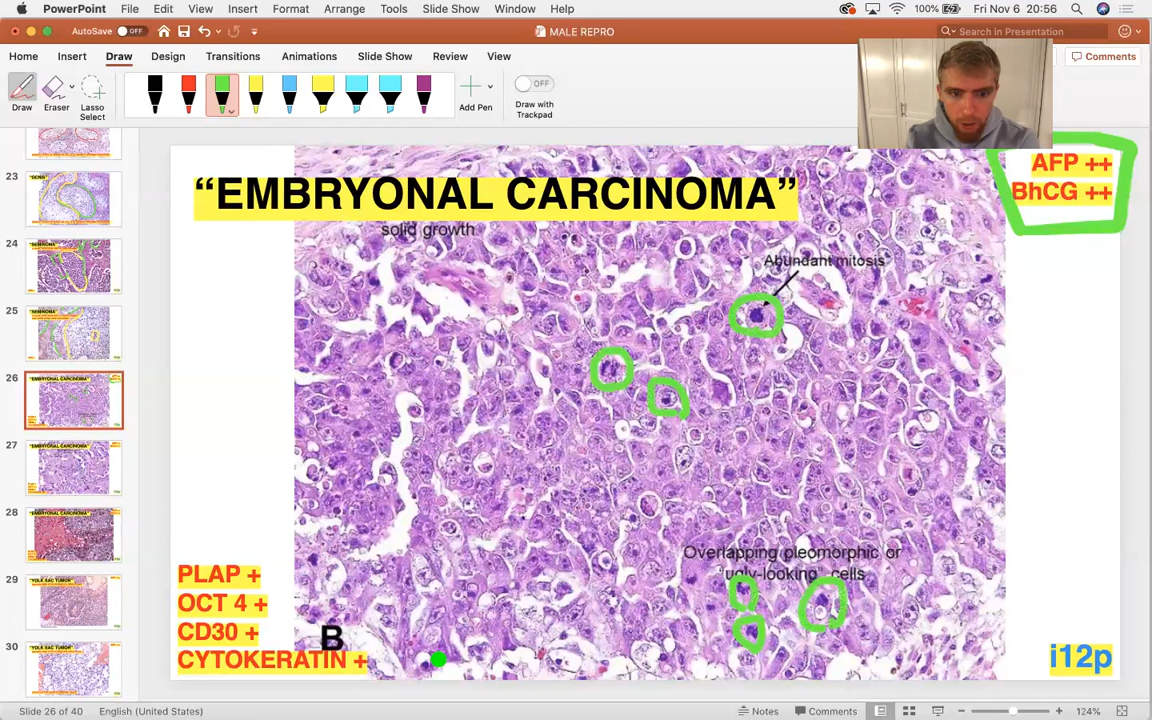 PowerPoint File Edit View Insert Format Arrange Tools Slide Show Window Help 100% Fri Nov 6 20:56
AutoSave OFF MALE REPRO Search in Presentation
Home Insert Draw Design Transitions Animations Slide Show Review View Comments
Draw Eraser Lasso Select Add Pen OFF Draw with Trackpad
23
24
25
26
27
28
29
30
"EMBRYONAL CARCINOMA"
AFP ++
BhCG ++
solid growth
Abundant mitosis
Overlapping pleomorphic or
"ugly-looking" cells
PLAP +
OCT 4 +
CD30 +
CYTOKERATIN +
B
i12p
Slide 26 of 40 English (United States) Notes Comments 124%